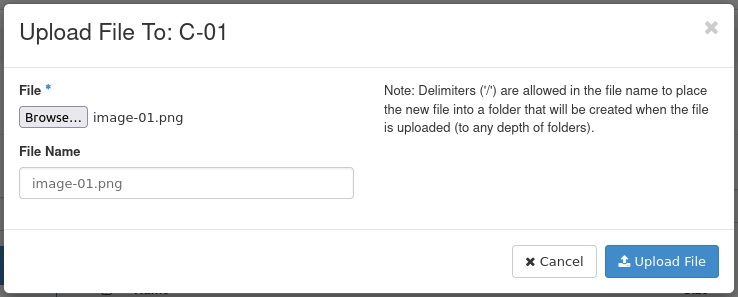 Upload File To: C-01
✖
File *
Browse... image-01.png
File Name
image-01.png
Note: Delimiters ('/') are allowed in the file name to place
the new file into a folder that will be created when the file
is uploaded (to any depth of folders).
✖ Cancel
Upload File